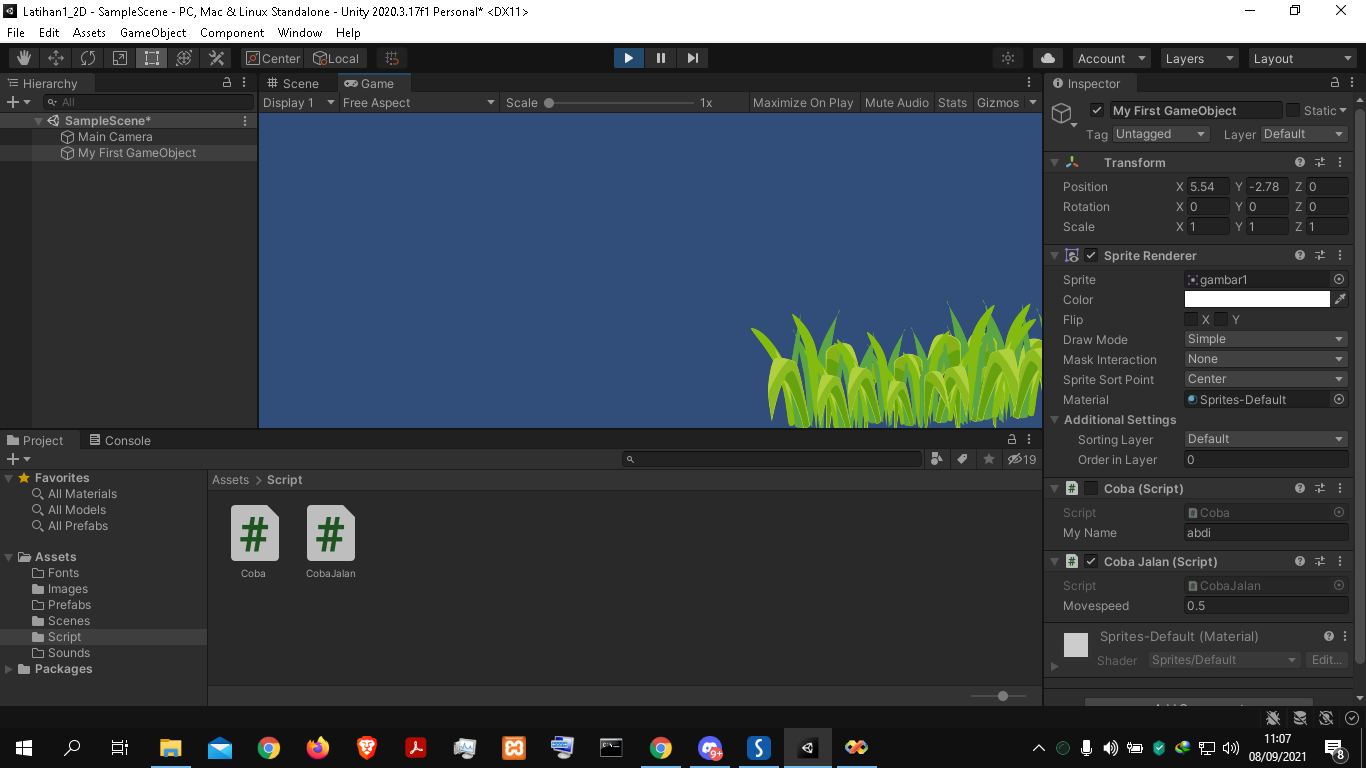 Latihan1_2D - SampleScene - PC, Mac & Linux Standalone - Unity 2020.3.17f1 Personal* <DX11>
File Edit Assets GameObject Component Window Help
Center Local Account Layers Layout
Hierarchy
All
SampleScene*
Main Camera
My First GameObject
Scene Game
Display 1 Free Aspect Scale 1x Maximize On Play Mute Audio Stats Gizmos
Project Console
19
Favorites
All Materials
All Models
All Prefabs
Assets
Fonts
Images
Prefabs
Scenes
Script
Sounds
Packages
Assets > Script
Coba CobaJalan
Inspector
My First GameObject Static
Tag Untagged Layer Default
Transform
Position X 5.54 Y -2.78 Z 0
Rotation X 0 Y 0 Z 0
Scale X 1 Y 1 Z 1
Sprite Renderer
Sprite gambar1
Color
Flip X Y
Draw Mode Simple
Mask Interaction None
Sprite Sort Point Center
Material Sprites-Default
Additional Settings
Sorting Layer Default
Order in Layer 0
# Coba (Script)
Script Coba
My Name abdi
# Coba Jalan (Script)
Script CobaJalan
Movespeed 0.5
Sprites-Default (Material)
Shader Sprites/Default Edit...
9+
11:07
08/09/2021
8